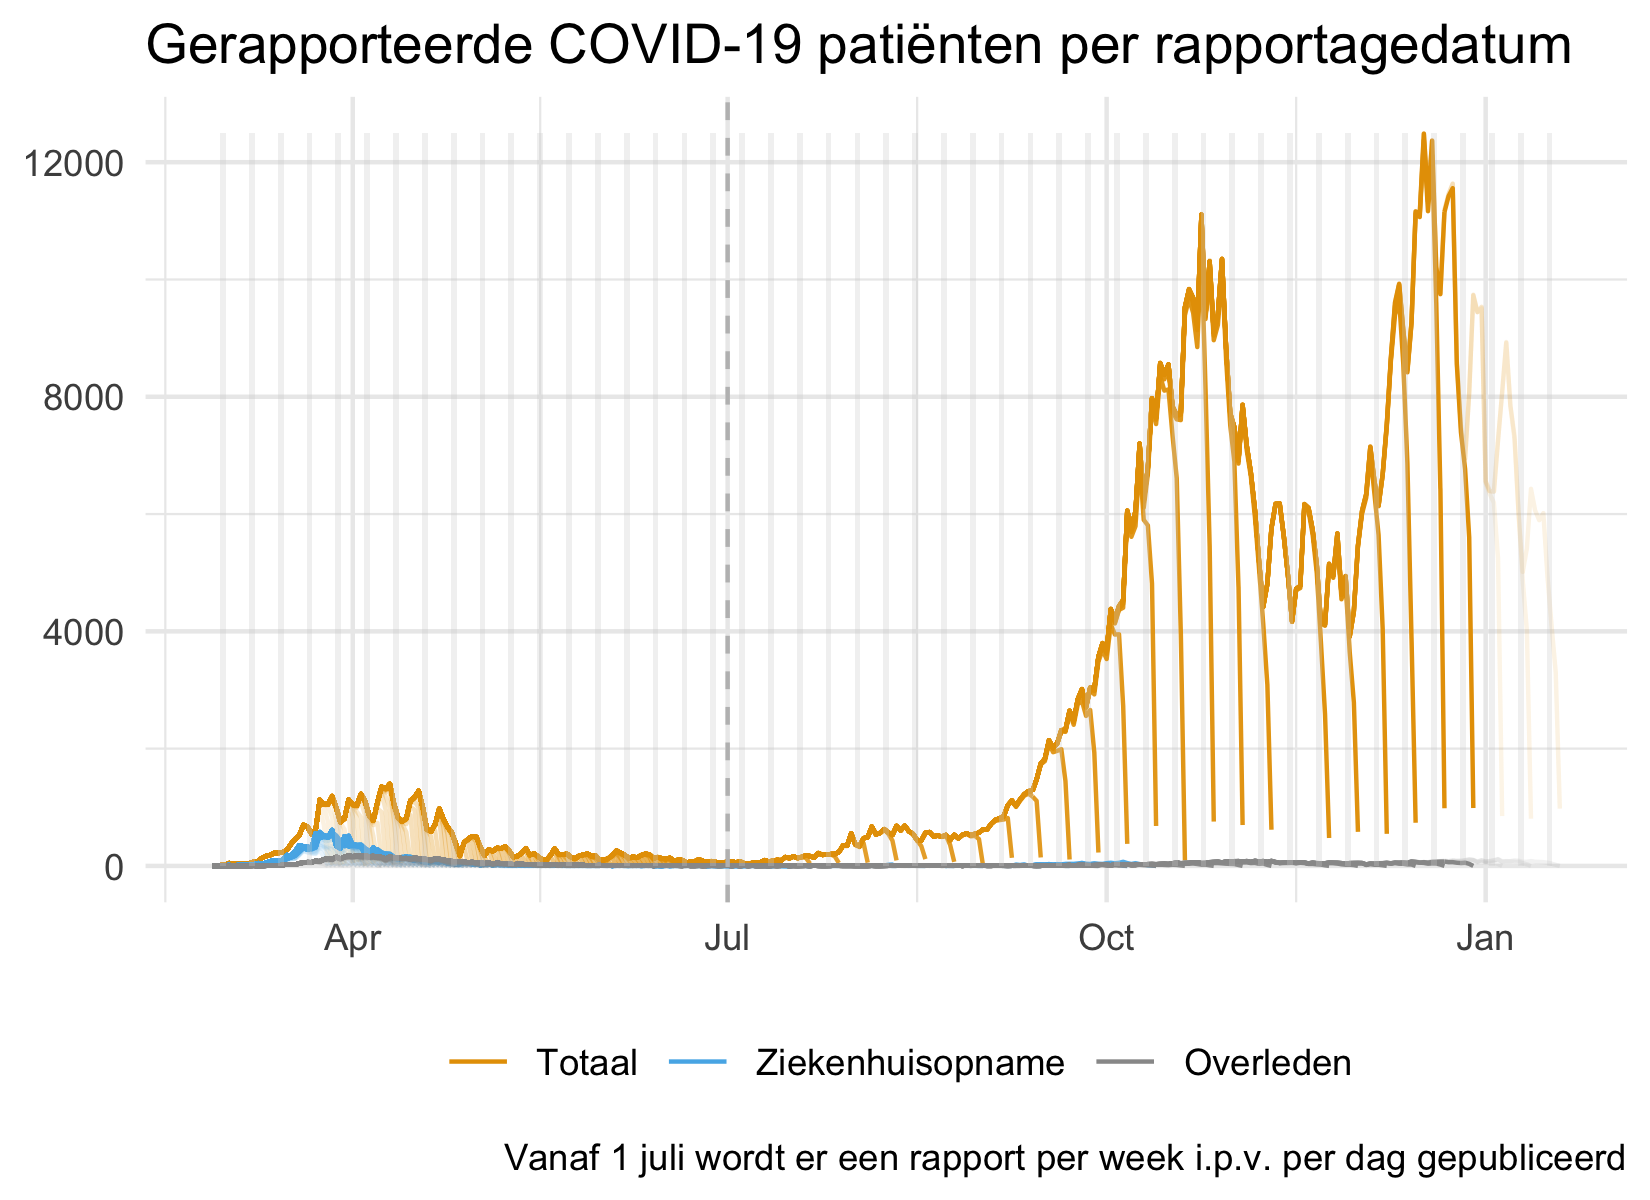 Gerapporteerde COVID-19 patiënten per rapportagedatum
12000
8000
4000
0
Apr Jul Oct Jan
Totaal Ziekenhuisopname Overleden
Vanaf 1 juli wordt er een rapport per week i.p.v. per dag gepubliceerd